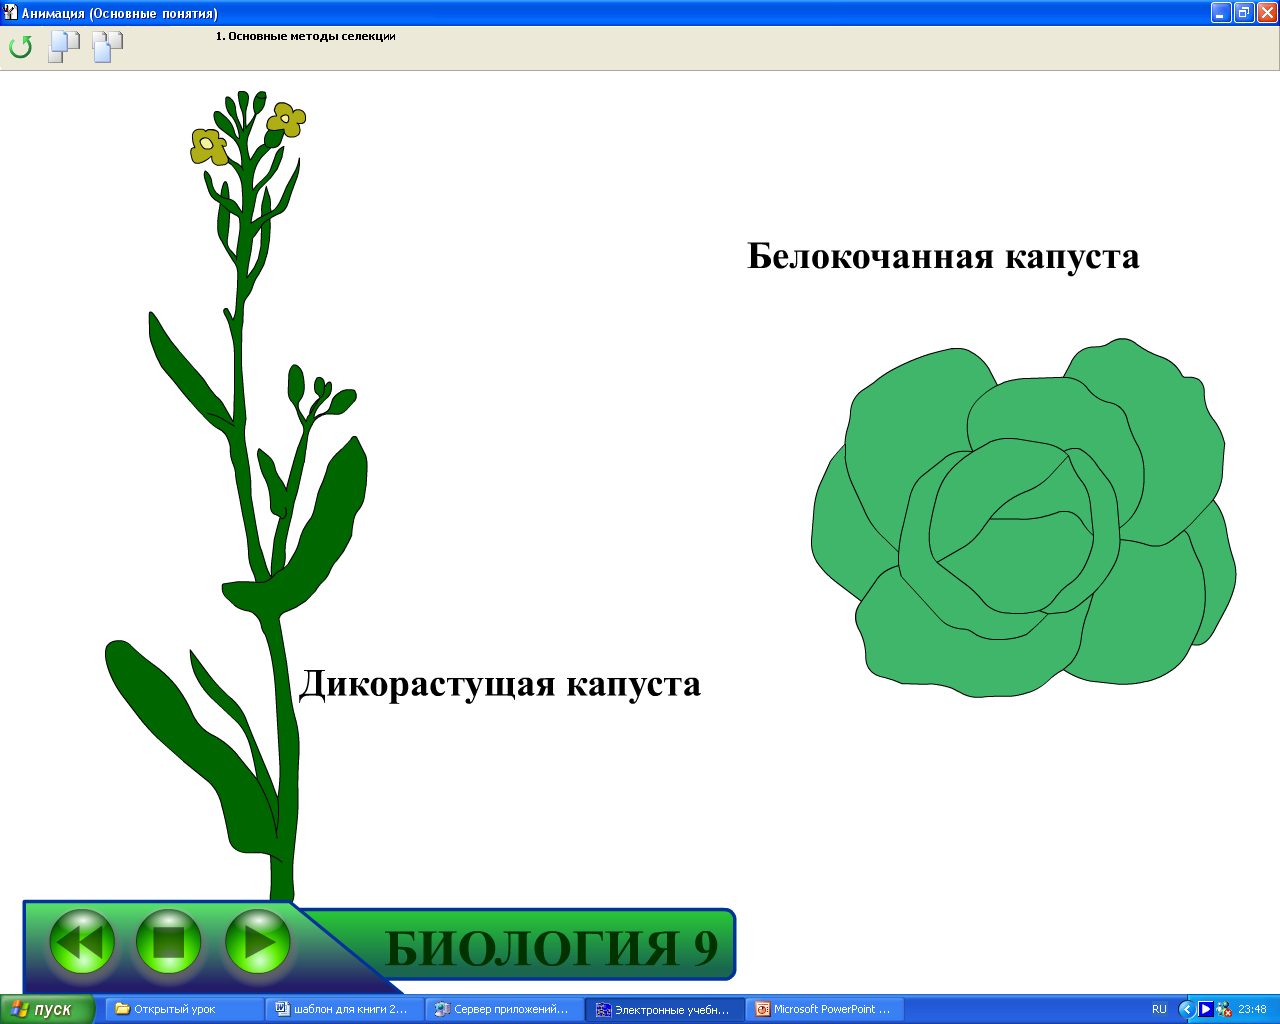 Анимация (Основные понятия)
1. Основные методы селекции
Белокочанная капуста
Дикорастущая капуста
БИОЛОГИЯ 9
пуск
Открытый урок
шаблон для книги 2...
Сервер приложений...
Электронные учебн...
Microsoft PowerPoint ...
RU
23:48